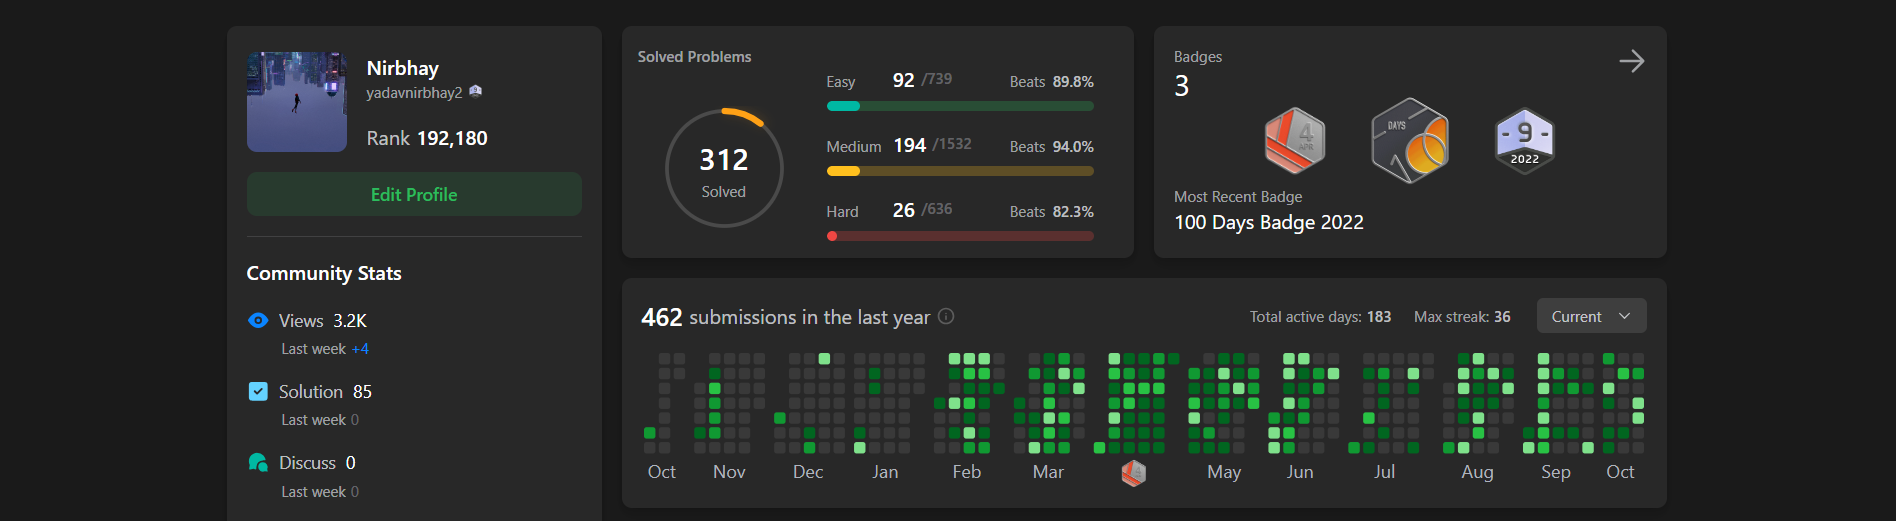 Nirbhay
yadavnirbhay2
Rank 192,180
Edit Profile
Community Stats
Views 3.2K
Last week +4
Solution 85
Last week 0
Discuss 0
Last week 0
Solved Problems
312
Solved
Easy 92 /739 Beats 89.8%
Medium 194 /1532 Beats 94.0%
Hard 26 /636 Beats 82.3%
Badges
3
4
APR
DAYS
9
2022
Most Recent Badge
100 Days Badge 2022
462 submissions in the last year
Total active days: 183 Max streak: 36 Current
Oct Nov Dec Jan Feb Mar May Jun Jul Aug Sep Oct